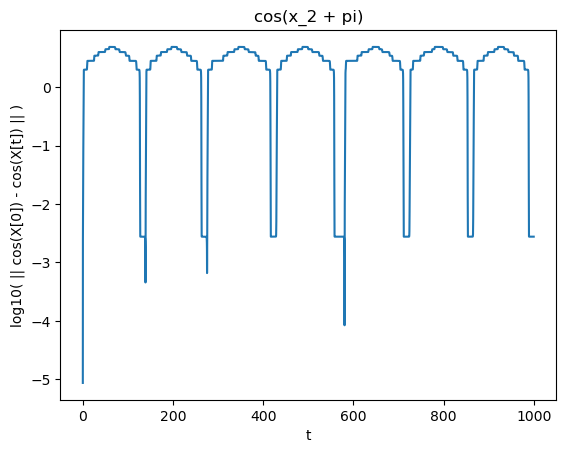 cos(x_2 + pi)
log10( || cos(X[0]) - cos(X[t]) || )
0
−1
−2
−3
−4
−5
0 200 400 600 800 1000
t